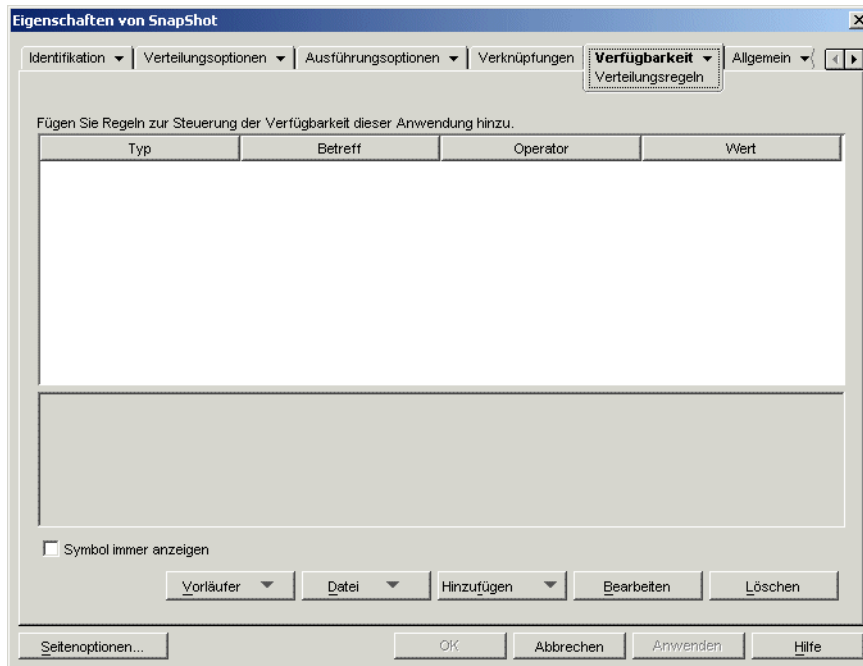 Eigenschaften von SnapShot
Identifikation Verteilungsoptionen Ausführungsoptionen Verknüpfungen Verfügbarkeit Allgemein
Verteilungsregeln
Fügen Sie Regeln zur Steuerung der Verfügbarkeit dieser Anwendung hinzu.
Typ Betreff Operator Wert
Symbol immer anzeigen
Vorläufer Datei Hinzufügen Bearbeiten Löschen
Seitenoptionen... OK Abbrechen Anwenden Hilfe